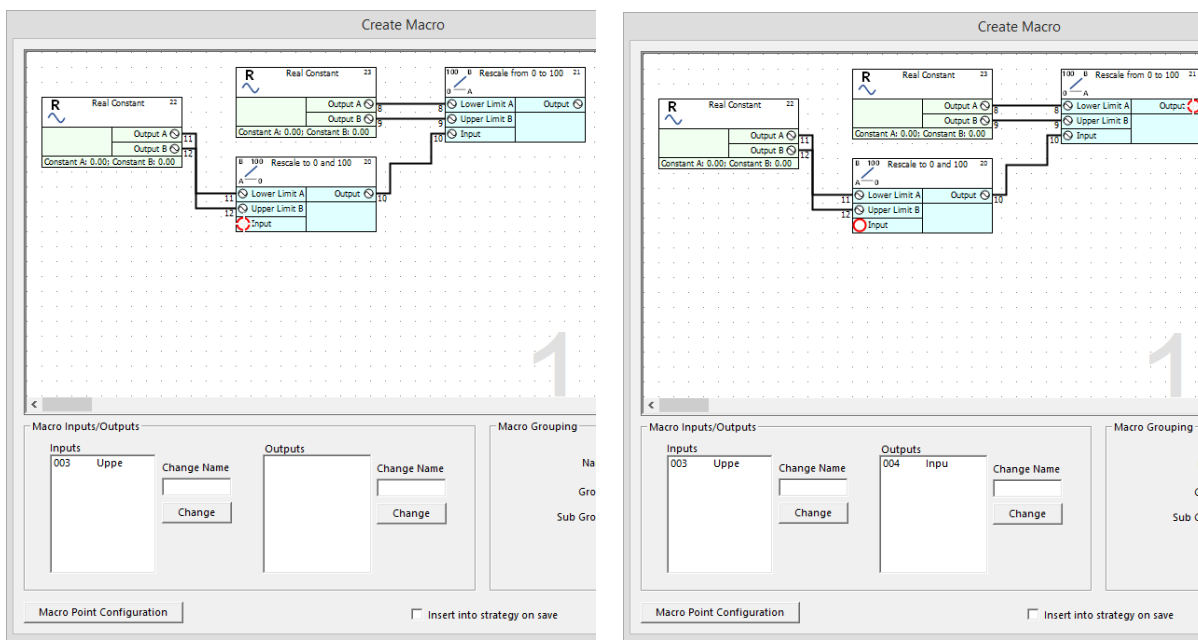 Create Macro
R Real Constant 23
Output A 8
Output B 9
Constant A: 0.00; Constant B: 0.00
100 B Rescale from 0 to 100 21
0 A
8 Lower Limit A Output
9 Upper Limit B
10 Input
R Real Constant 22
Output A 11
Output B 12
Constant A: 0.00; Constant B: 0.00
B 100 Rescale to 0 and 100 20
A 0
11 Lower Limit A Output 10
12 Upper Limit B
Input
1
<
Macro Inputs/Outputs
Inputs
003 Uppe
Change Name
Change
Outputs
Change Name
Change
Macro Grouping
Na
Gro
Sub Gro
Macro Point Configuration
Insert into strategy on save
Create Macro
R Real Constant 23
Output A 8
Output B 9
Constant A: 0.00; Constant B: 0.00
100 B Rescale from 0 to 100 21
0 A
8 Lower Limit A Output
9 Upper Limit B
10 Input
R Real Constant 22
Output A 11
Output B 12
Constant A: 0.00; Constant B: 0.00
B 100 Rescale to 0 and 100 20
A 0
11 Lower Limit A Output 10
12 Upper Limit B
Input
1
<
Macro Inputs/Outputs
Inputs
003 Uppe
Change Name
Change
Outputs
004 Inpu
Change Name
Change
Macro Grouping
Sub G
Macro Point Configuration
Insert into strategy on save